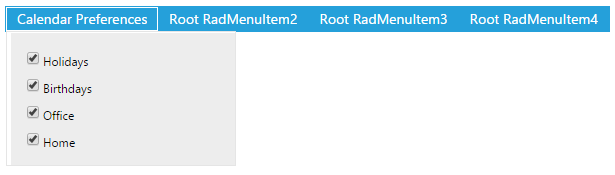 Calendar Preferences Root RadMenuItem2 Root RadMenuItem3 Root RadMenuItem4
Holidays
Birthdays
Office
Home